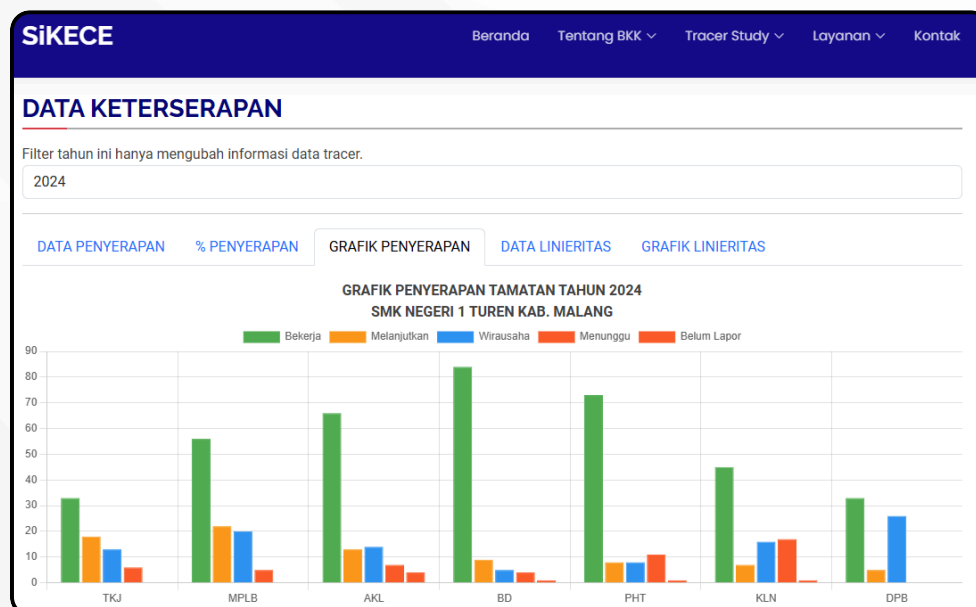 SiKECE
Beranda Tentang BKK Tracer Study Layanan Kontak
DATA KETERSERAPAN
Filter tahun ini hanya mengubah informasi data tracer.
2024
DATA PENYERAPAN % PENYERAPAN GRAFIK PENYERAPAN DATA LINIERITAS GRAFIK LINIERITAS
GRAFIK PENYERAPAN TAMATAN TAHUN 2024
SMK NEGERI 1 TUREN KAB. MALANG
Bekerja Melanjutkan Wirausaha Menunggu Belum Lapor
90
80
70
60
50
40
30
20
10
0
TKJ MPLB AKL BD PHT KLN DPB